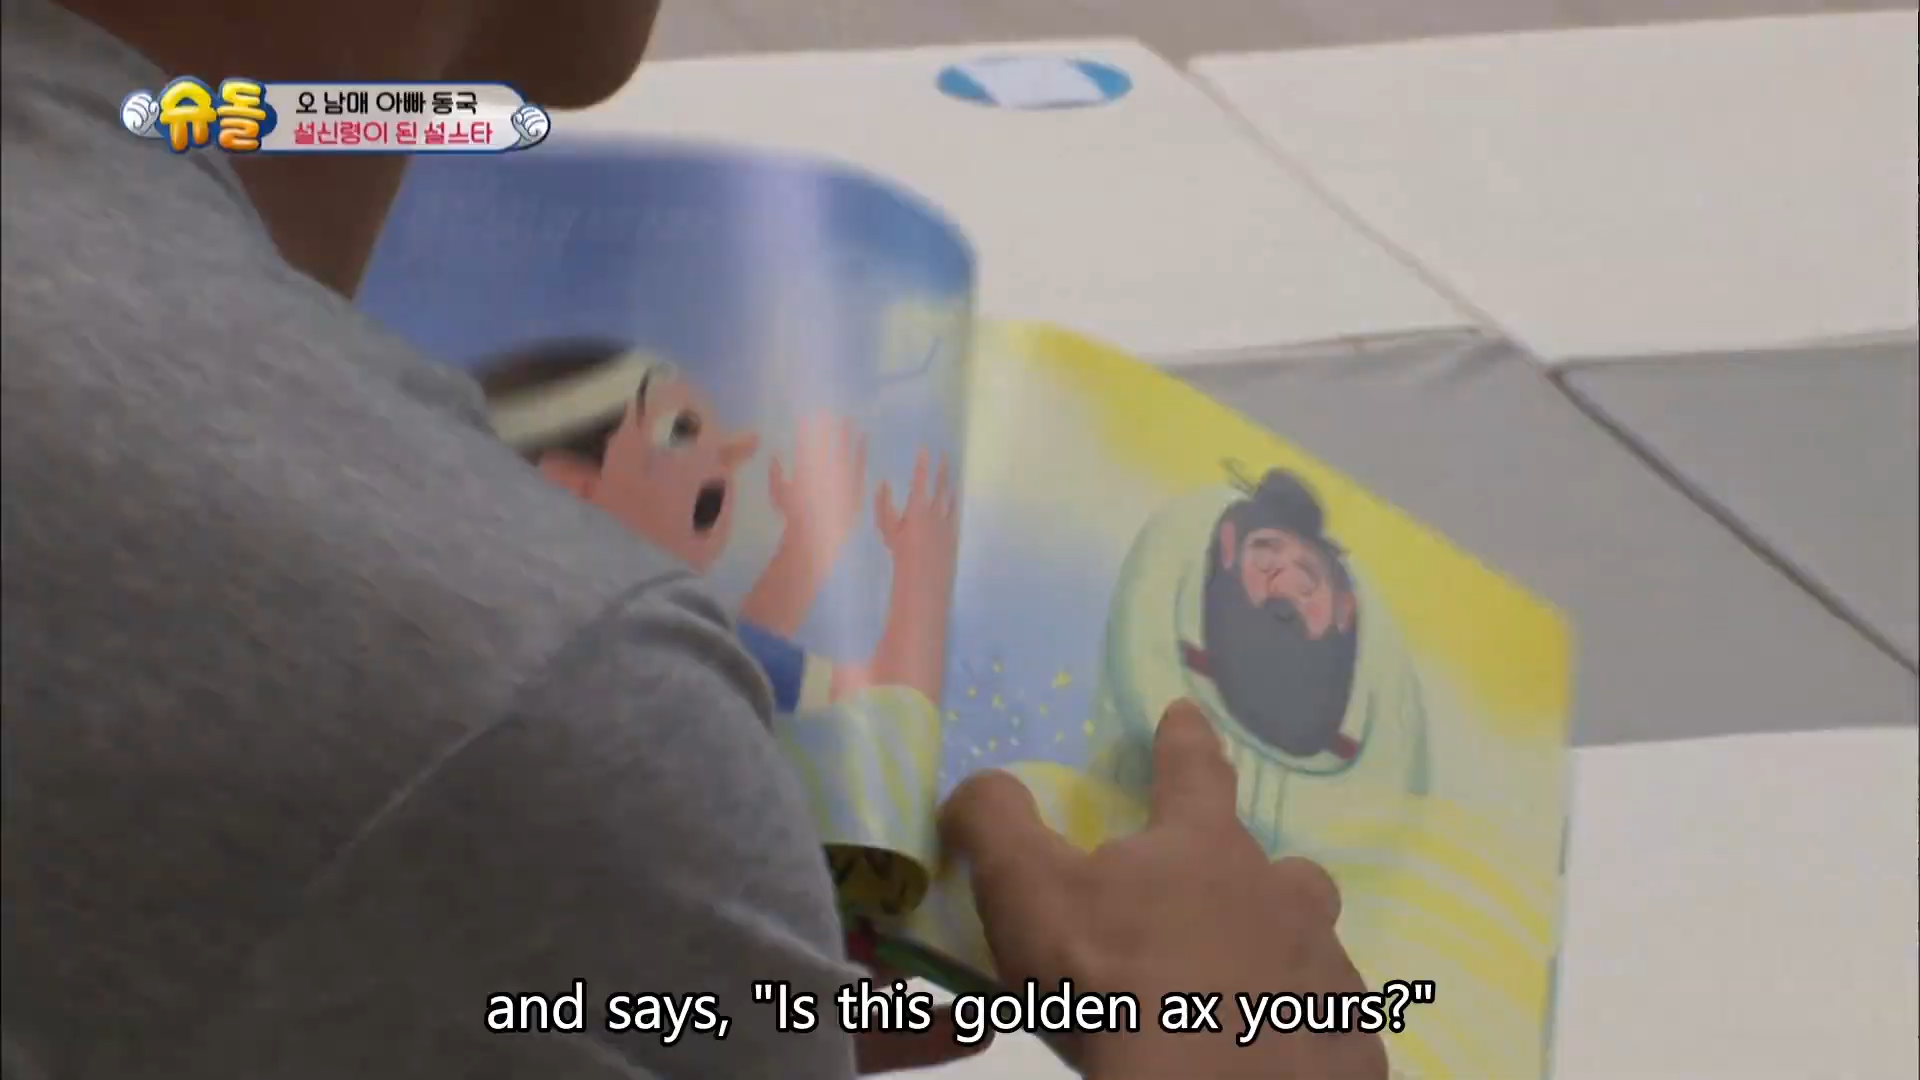 슈돌
오 남매 아빠 동국
설신령이 된 설스타
and says, "Is this golden ax yours?"